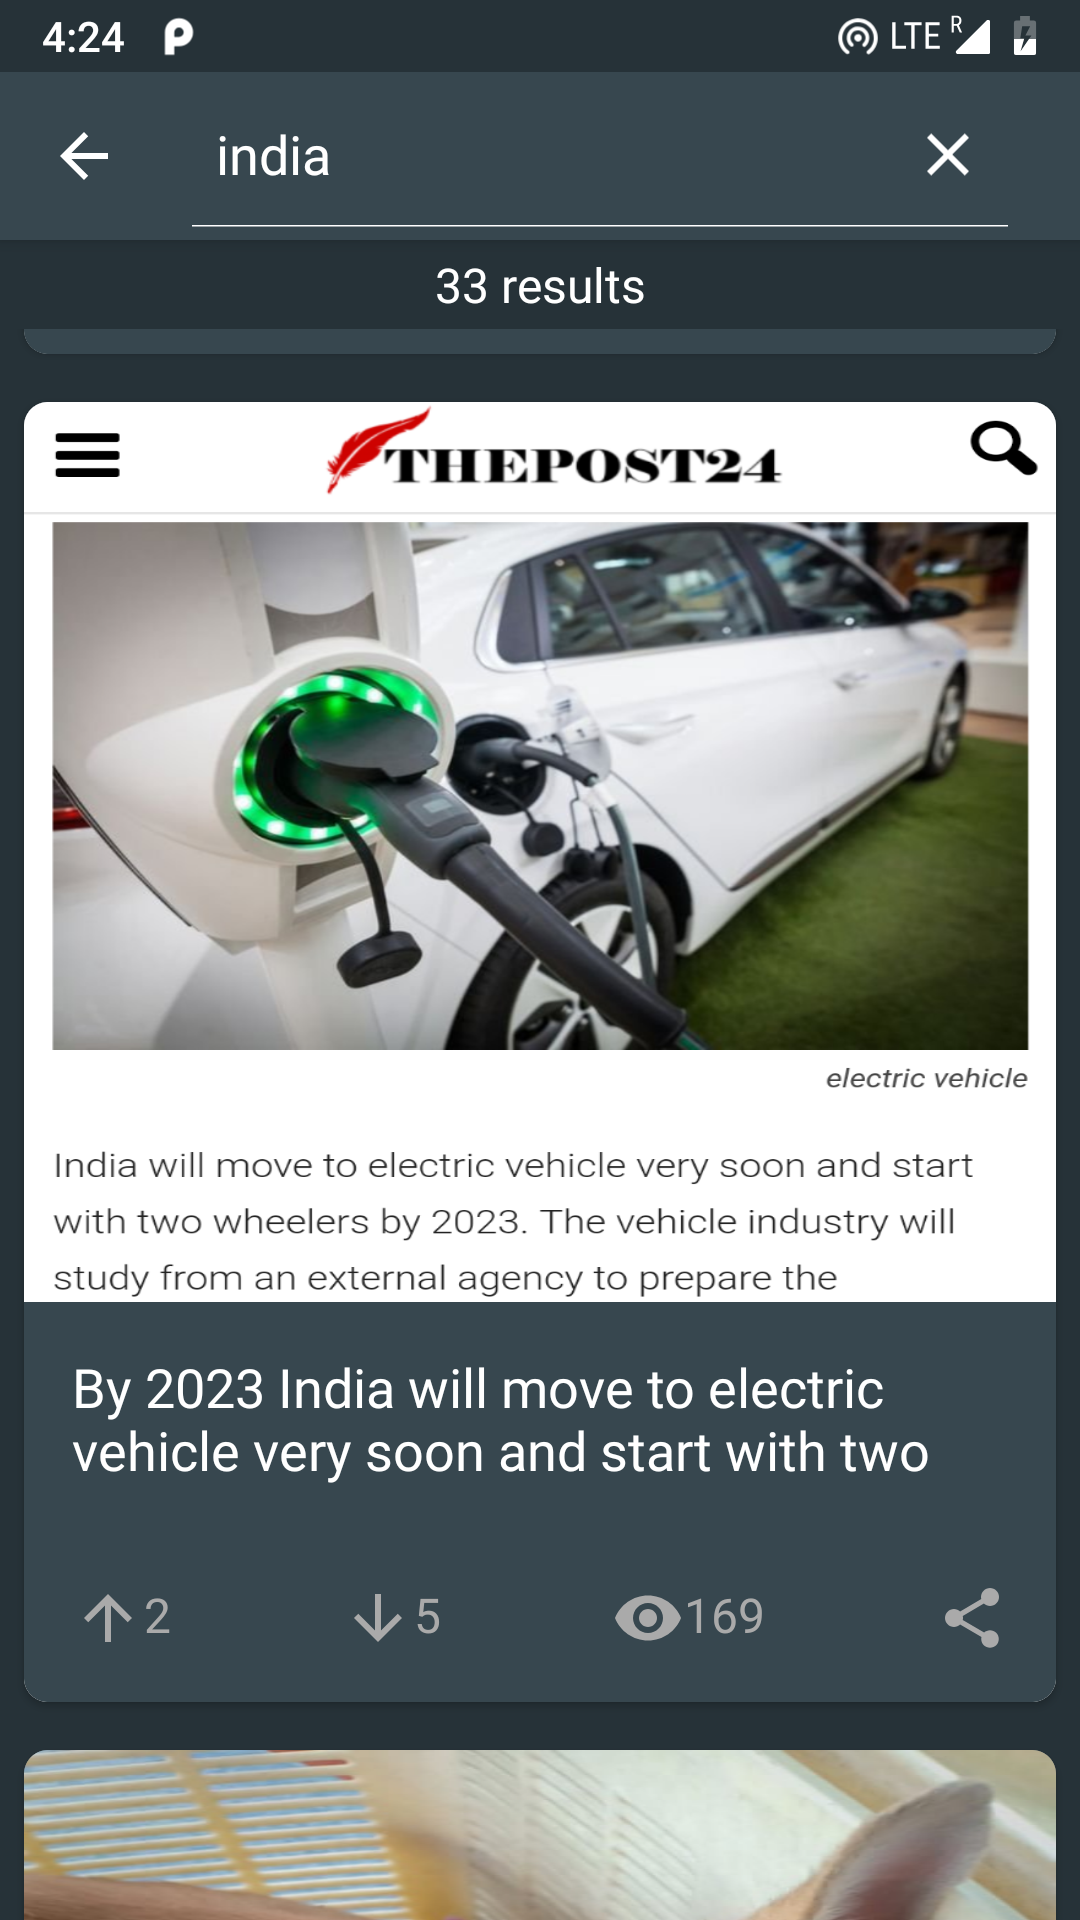 4:24
LTE R
india
33 results
THEPOST24
electric vehicle
India will move to electric vehicle very soon and start
with two wheelers by 2023. The vehicle industry will
study from an external agency to prepare the
By 2023 India will move to electric
vehicle very soon and start with two
2 5 169